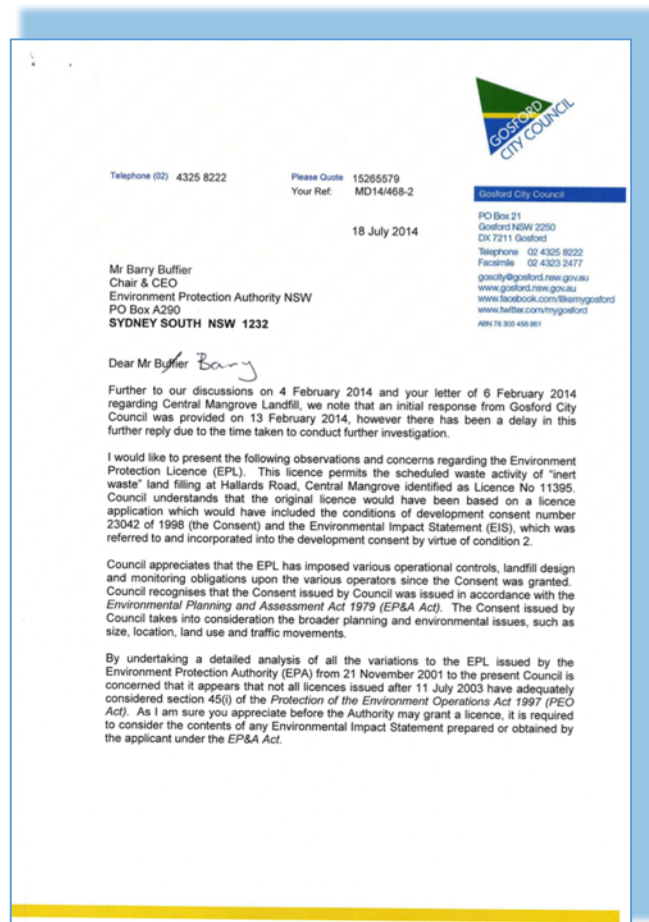 GOSFORD
CITY COUNCIL
Telephone (02) 4325 8222
Please Quote 15265579
Your Ref: MD14/468-2
18 July 2014
Gosford City Council
PO Box 21
Gosford NSW 2250
DX 7211 Gosford
Telephone 02 4325 8222
Facsimile 02 4323 2477
goscity@gosford.nsw.gov.au
www.gosford.nsw.gov.au
www.facebook.com/likemygosford
www.twitter.com/mygosford
ABN 78 303 458 861
Mr Barry Buffier
Chair & CEO
Environment Protection Authority NSW
PO Box A290
SYDNEY SOUTH NSW 1232
Dear Mr Buffier Barry
Further to our discussions on 4 February 2014 and your letter of 6 February 2014
regarding Central Mangrove Landfill, we note that an initial response from Gosford City
Council was provided on 13 February 2014, however there has been a delay in this
further reply due to the time taken to conduct further investigation.
I would like to present the following observations and concerns regarding the Environment
Protection Licence (EPL). This licence permits the scheduled waste activity of "inert
waste" land filling at Hallards Road, Central Mangrove identified as Licence No 11395.
Council understands that the original licence would have been based on a licence
application which would have included the conditions of development consent number
23042 of 1998 (the Consent) and the Environmental Impact Statement (EIS), which was
referred to and incorporated into the development consent by virtue of condition 2.
Council appreciates that the EPL has imposed various operational controls, landfill design
and monitoring obligations upon the various operators since the Consent was granted.
Council recognises that the Consent issued by Council was issued in accordance with the
Environmental Planning and Assessment Act 1979 (EP&A Act). The Consent issued by
Council takes into consideration the broader planning and environmental issues, such as
size, location, land use and traffic movements.
By undertaking a detailed analysis of all the variations to the EPL issued by the
Environment Protection Authority (EPA) from 21 November 2001 to the present Council is
concerned that it appears that not all licences issued after 11 July 2003 have adequately
considered section 45(i) of the Protection of the Environment Operations Act 1997 (PEO
Act). As I am sure you appreciate before the Authority may grant a licence, it is required
to consider the contents of any Environmental Impact Statement prepared or obtained by
the applicant under the EP&A Act.